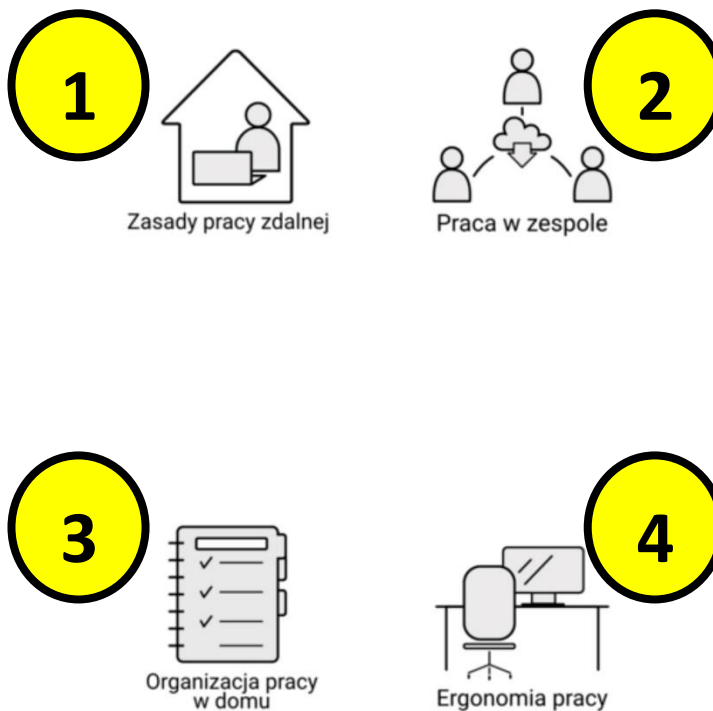 1
Zasady pracy zdalnej
2
Praca w zespole
3
Organizacja pracy
w domu
4
Ergonomia pracy